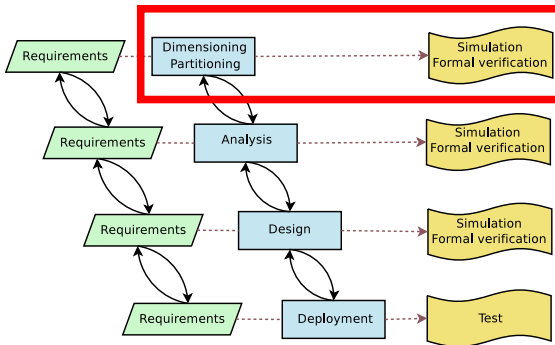 Requirements
Dimensioning
Partitioning
Simulation
Formal verification
Requirements
Analysis
Simulation
Formal verification
Requirements
Design
Simulation
Formal verification
Requirements
Deployment
Test